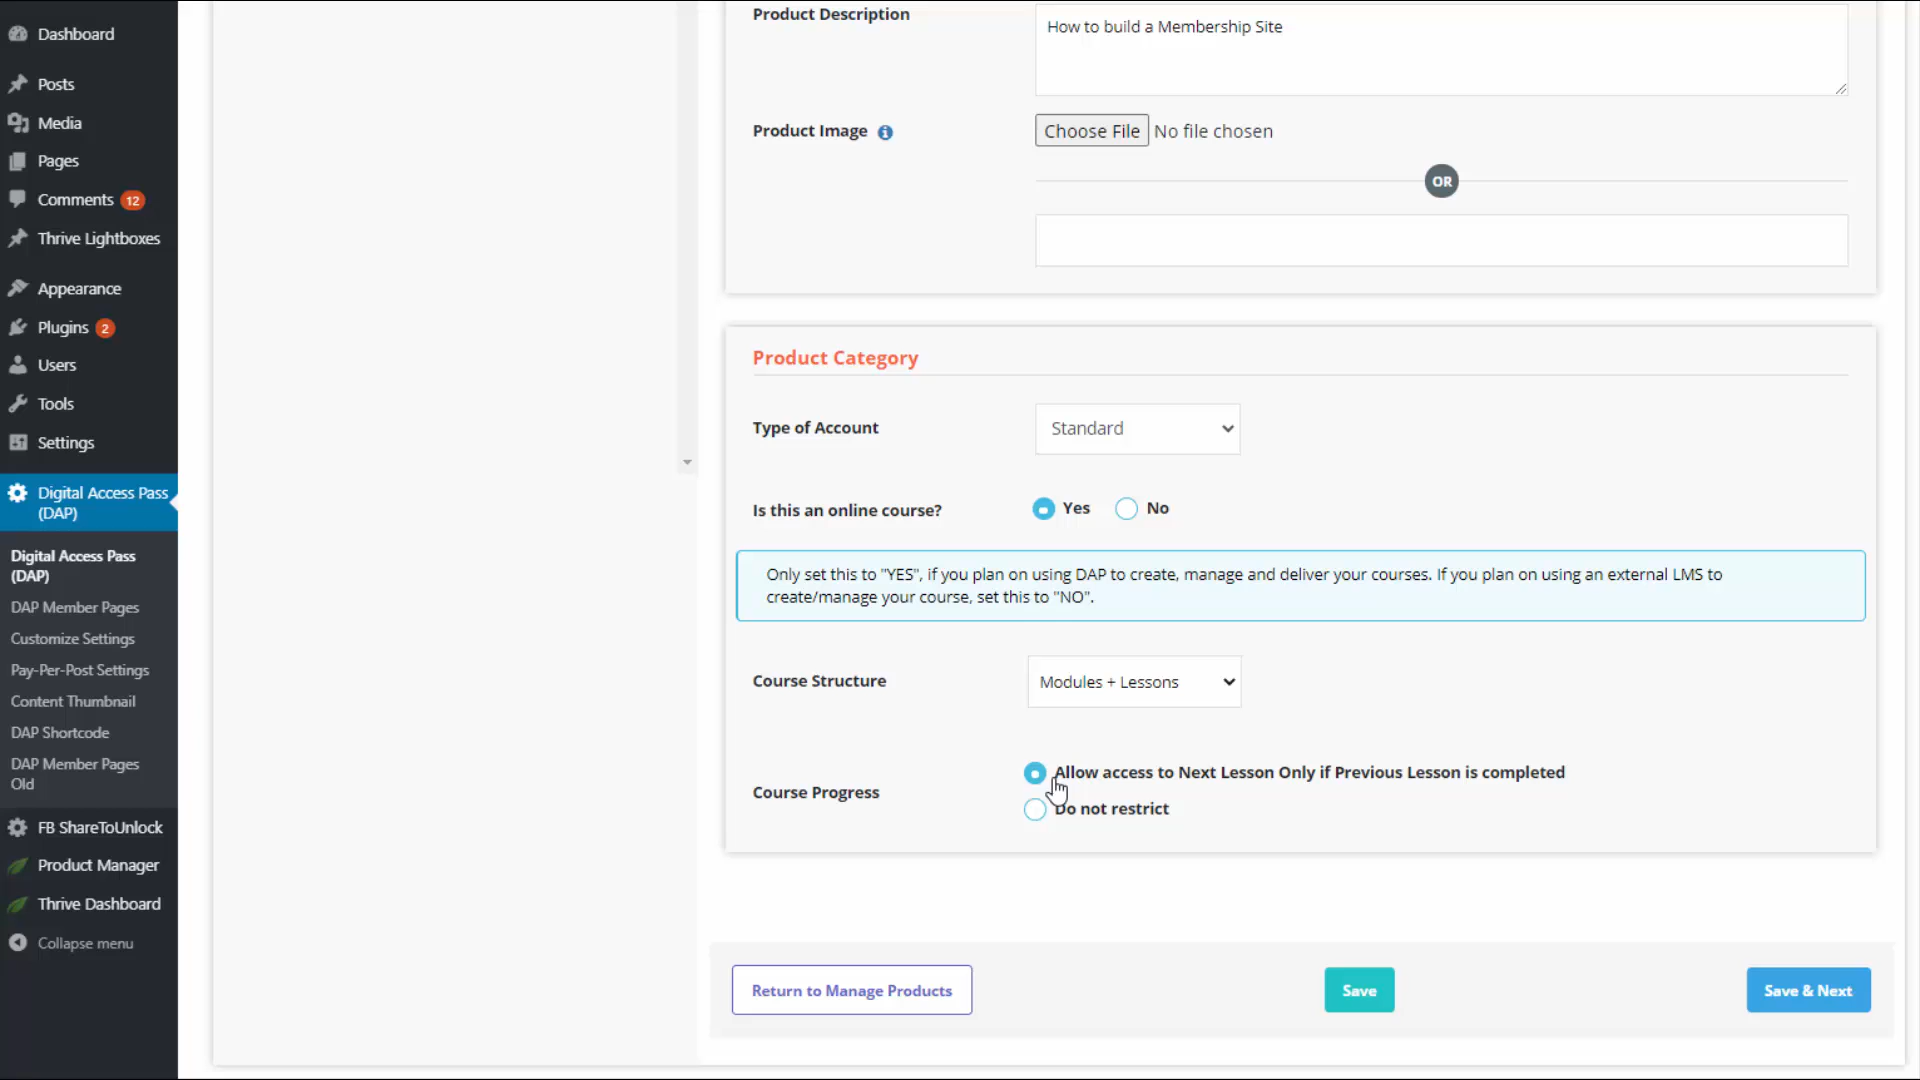 Dashboard
Posts
Media
Pages
Comments 12
Thrive Lightboxes
Appearance
Plugins 2
Users
Tools
Settings
Digital Access Pass
(DAP)
Digital Access Pass
(DAP)
DAP Member Pages
Customize Settings
Pay-Per-Post Settings
Content Thumbnail
DAP Shortcode
DAP Member Pages
Old
FB ShareToUnlock
Product Manager
Thrive Dashboard
Collapse menu
Product Description
How to build a Membership Site
Product Image
Choose File No file chosen
OR
Product Category
Type of Account
Standard
Is this an online course?
Yes No
Only set this to "YES", if you plan on using DAP to create, manage and deliver your courses. If you plan on using an external LMS to
create/manage your course, set this to "NO".
Course Structure
Modules + Lessons
Course Progress
Allow access to Next Lesson Only if Previous Lesson is completed
Do not restrict
Return to Manage Products
Save
Save & Next